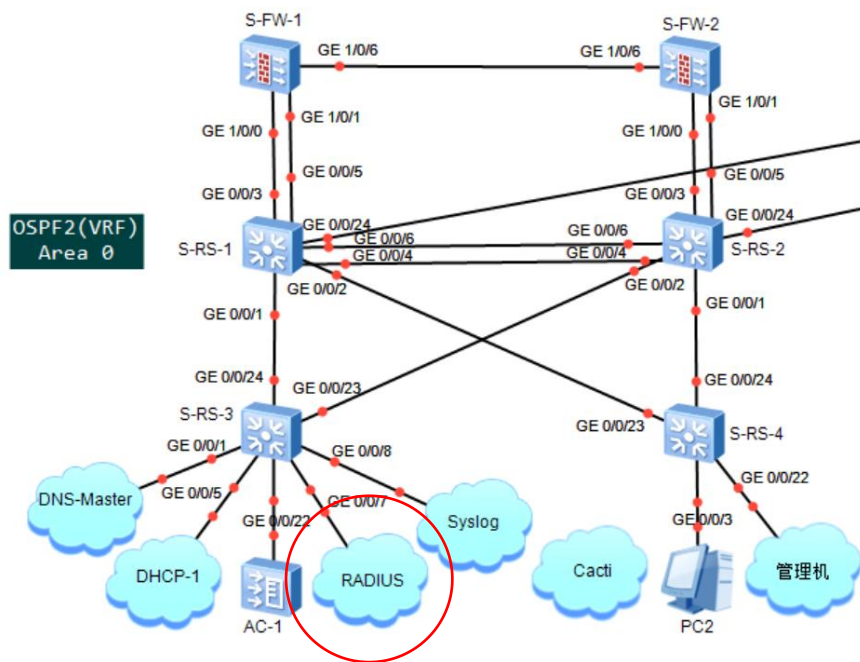 S-FW-1
S-FW-2
GE 1/0/6
GE 1/0/6
GE 1/0/0
GE 1/0/1
GE 1/0/0
GE 1/0/1
GE 0/0/3
GE 0/0/5
GE 0/0/3
GE 0/0/5
OSPF2(VRF)
Area 0
S-RS-1
GE 0/0/24
GE 0/0/6
GE 0/0/4
GE 0/0/2
GE 0/0/6
GE 0/0/4
GE 0/0/2
S-RS-2
GE 0/0/24
GE 0/0/1
GE 0/0/1
GE 0/0/24
GE 0/0/23
GE 0/0/24
GE 0/0/23
S-RS-3
S-RS-4
GE 0/0/1
GE 0/0/5
GE 0/0/22
GE 0/0/7
GE 0/0/8
GE 0/0/3
GE 0/0/22
DNS-Master
DHCP-1
AC-1
RADIUS
Syslog
Cacti
PC2
管理机